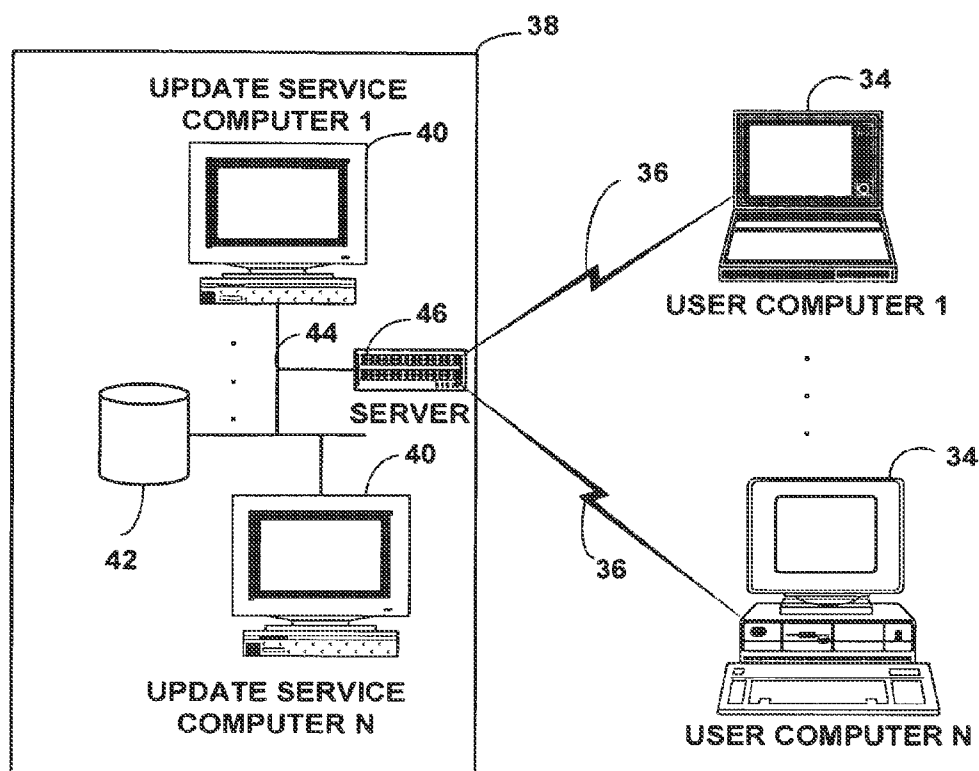 38
UPDATE SERVICE
COMPUTER 1
40
34
36
USER COMPUTER 1
44
46
SERVER
42
40
36
34
UPDATE SERVICE
COMPUTER N
USER COMPUTER N